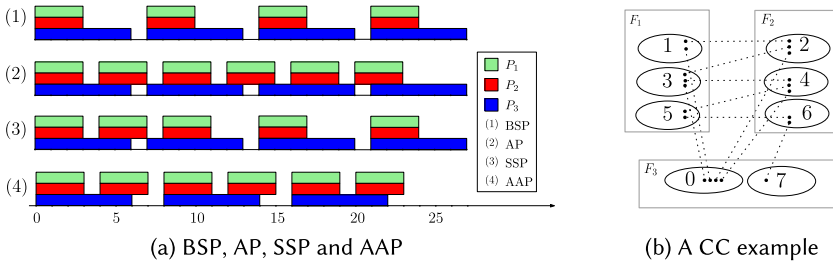 (1)
(2)
(3)
(4)
0 5 10 15 20 25
P1
P2
P3
(1) BSP
(2) AP
(3) SSP
(4) AAP
(a) BSP, AP, SSP and AAP
F1
F2
1
2
3
4
5
6
F3
0
7
(b) A CC example